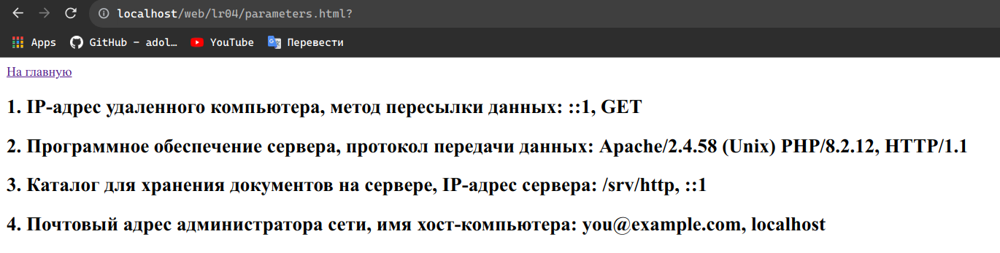 localhost/web/lr04/parameters.html?
Apps GitHub - adol... YouTube Перевести
На главную
1. IP-адрес удаленного компьютера, метод пересылки данных: ::1, GET
2. Программное обеспечение сервера, протокол передачи данных: Apache/2.4.58 (Unix) PHP/8.2.12, HTTP/1.1
3. Каталог для хранения документов на сервере, IP-адрес сервера: /srv/http, ::1
4. Почтовый адрес администратора сети, имя хост-компьютера: you@example.com, localhost